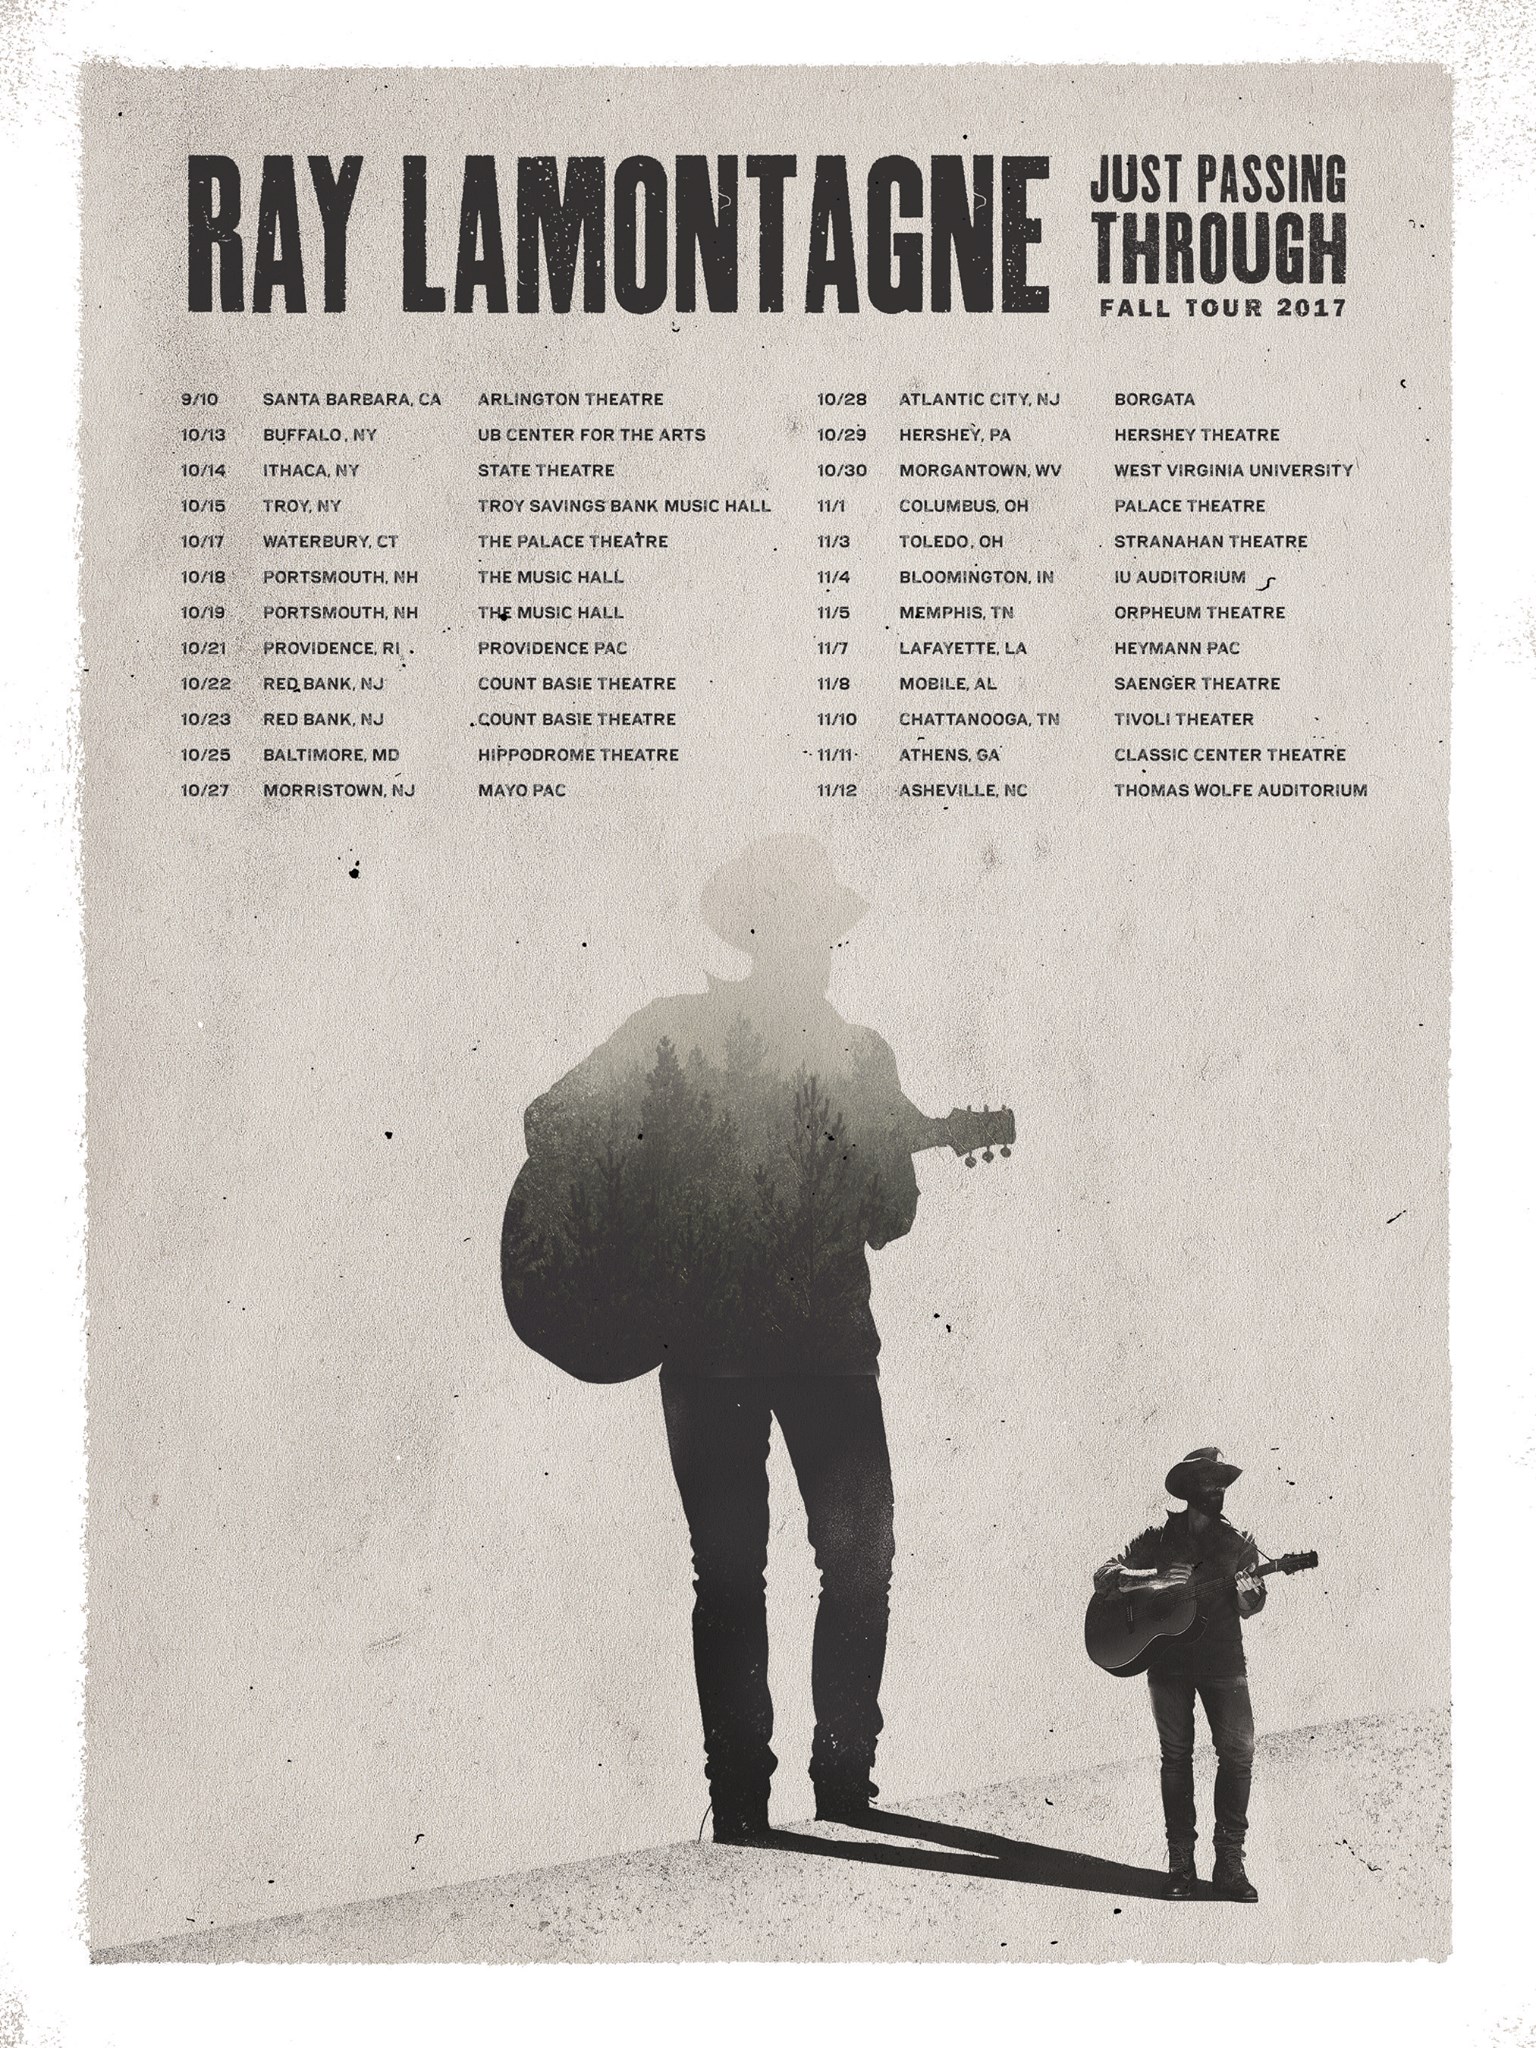 RAY LAMONTAGNE
JUST PASSING
THROUGH
FALL TOUR 2017
9/10 SANTA BARBARA, CA ARLINGTON THEATRE
10/13 BUFFALO, NY UB CENTER FOR THE ARTS
10/14 ITHACA, NY STATE THEATRE
10/15 TROY, NY TROY SAVINGS BANK MUSIC HALL
10/17 WATERBURY, CT THE PALACE THEATRE
10/18 PORTSMOUTH, NH THE MUSIC HALL
10/19 PORTSMOUTH, NH THE MUSIC HALL
10/21 PROVIDENCE, RI PROVIDENCE PAC
10/22 RED BANK, NJ COUNT BASIE THEATRE
10/23 RED BANK, NJ COUNT BASIE THEATRE
10/25 BALTIMORE, MD HIPPODROME THEATRE
10/27 MORRISTOWN, NJ MAYO PAC
10/28 ATLANTIC CITY, NJ BORGATA
10/29 HERSHEY, PA HERSHEY THEATRE
10/30 MORGANTOWN, WV WEST VIRGINIA UNIVERSITY
11/1 COLUMBUS, OH PALACE THEATRE
11/3 TOLEDO, OH STRANAHAN THEATRE
11/4 BLOOMINGTON, IN IU AUDITORIUM
11/5 MEMPHIS, TN ORPHEUM THEATRE
11/7 LAFAYETTE, LA HEYMANN PAC
11/8 MOBILE, AL SAENGER THEATRE
11/10 CHATTANOOGA, TN TIVOLI THEATER
11/11 ATHENS, GA CLASSIC CENTER THEATRE
11/12 ASHEVILLE, NC THOMAS WOLFE AUDITORIUM